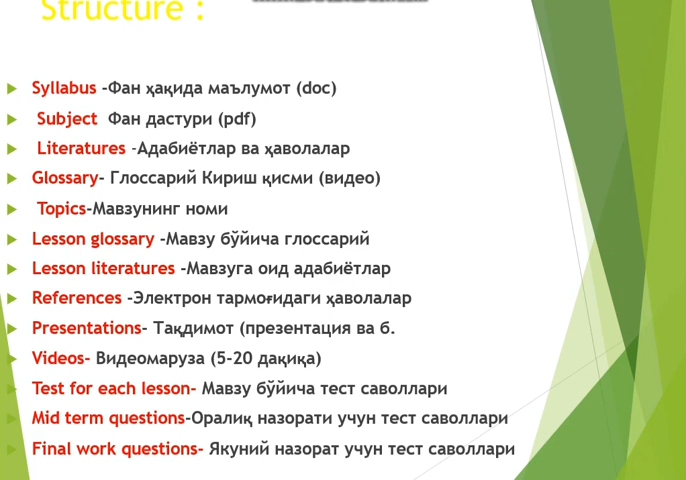 Structure :
Syllabus -Фан ҳақида маълумот (doc)
Subject Фан дастури (pdf)
Literatures -Адабиётлар ва ҳаволалар
Glossary- Глоссарий Кириш қисми (видео)
Topics-Мавзунинг номи
Lesson glossary -Мавзу бўйича глоссарий
Lesson literatures -Мавзуга оид адабиётлар
References -Электрон тармоғидаги ҳаволалар
Presentations- Тақдимот (презентация ва б.
Videos- Видеомаруза (5-20 дақиқа)
Test for each lesson- Мавзу бўйича тест саволлари
Mid term questions-Оралиқ назорати учун тест саволлари
Final work questions- Якуний назорат учун тест саволлари